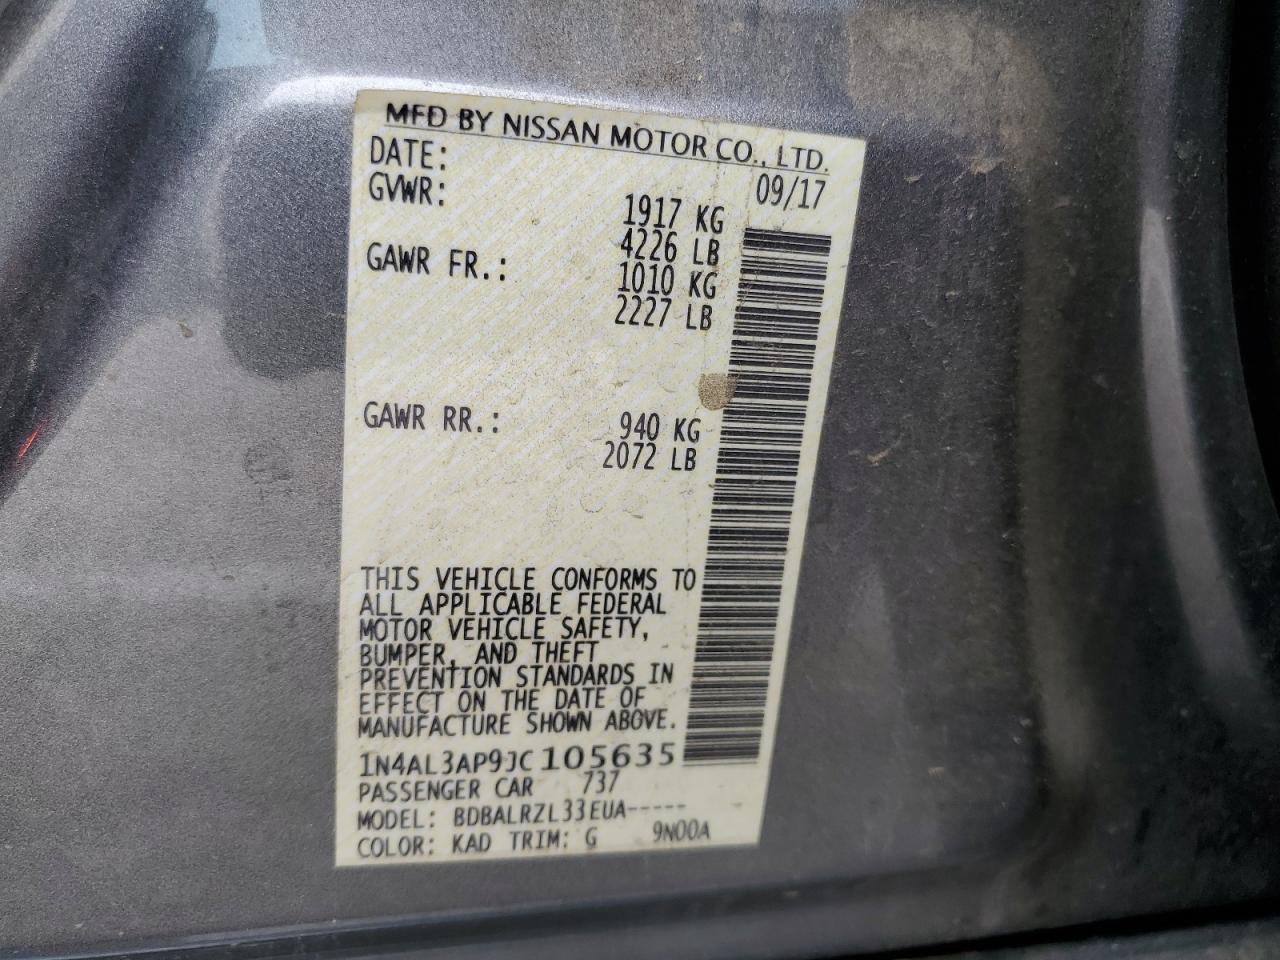 MFD BY NISSAN MOTOR CO., LTD.
DATE: 09/17
GVWR: 1917 KG
4226 LB
GAWR FR.: 1010 KG
2227 LB
GAWR RR.: 940 KG
2072 LB
THIS VEHICLE CONFORMS TO
ALL APPLICABLE FEDERAL
MOTOR VEHICLE SAFETY,
BUMPER, AND THEFT
PREVENTION STANDARDS IN
EFFECT ON THE DATE OF
MANUFACTURE SHOWN ABOVE.
1N4AL3AP9JC105635
PASSENGER CAR 737
MODEL: BDBALRZL33EUA-----
COLOR: KAD TRIM: G 9N00A